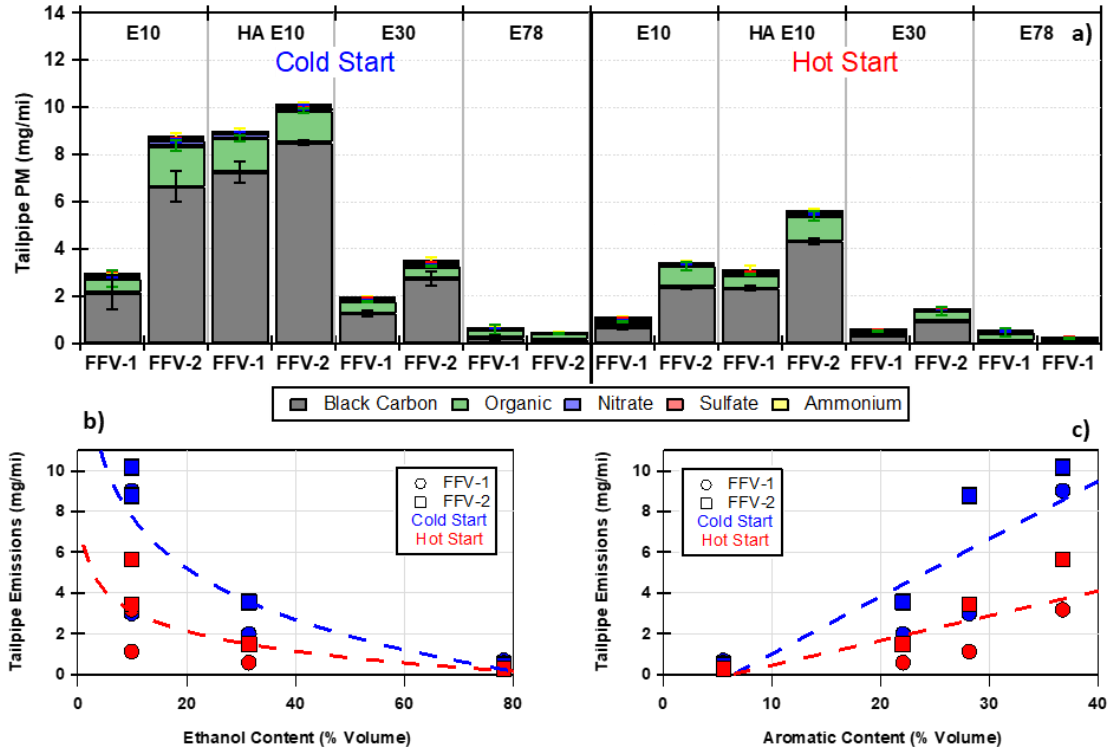 14
12
10
8
6
4
2
0
Tailpipe PM (mg/mi)
E10 HA E10 E30 E78 E10 HA E10 E30 E78 a)
Cold Start Hot Start
FFV-1 FFV-2 FFV-1 FFV-2 FFV-1 FFV-2 FFV-1 FFV-2 FFV-1 FFV-2 FFV-1 FFV-2 FFV-1 FFV-2 FFV-1 FFV-1
Black Carbon Organic Nitrate Sulfate Ammonium
b)
10
8
6
4
2
0
Tailpipe Emissions (mg/mi)
FFV-1
FFV-2
Cold Start
Hot Start
0 20 40 60 80
Ethanol Content (% Volume)
c)
10
8
6
4
2
0
Tailpipe Emissions (mg/mi)
FFV-1
FFV-2
Cold Start
Hot Start
0 10 20 30 40
Aromatic Content (% Volume)